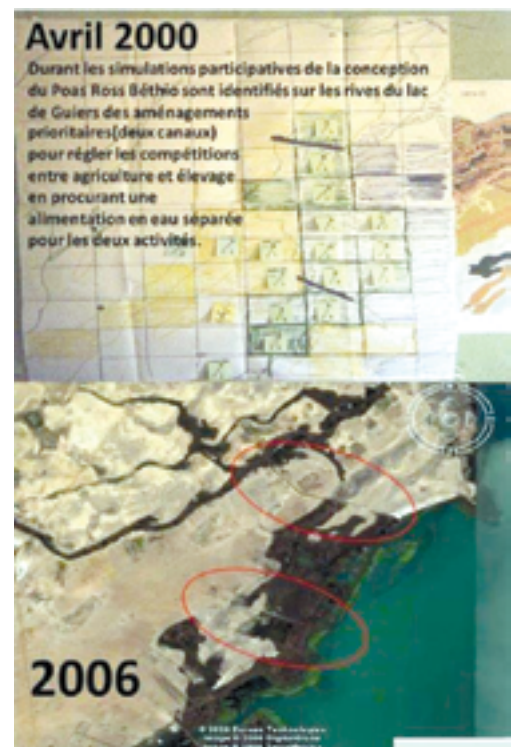 Avril 2000
Durant les simulations participatives de la conception
du Poas Ross Béthio sont identifiés sur les rives du lac
de Guiers des aménagements
prioritaires(deux canaux)
pour régler les compétitions
entre agriculture et élevage
en procurant une
alimentation en eau séparée
pour les deux activités.
2006